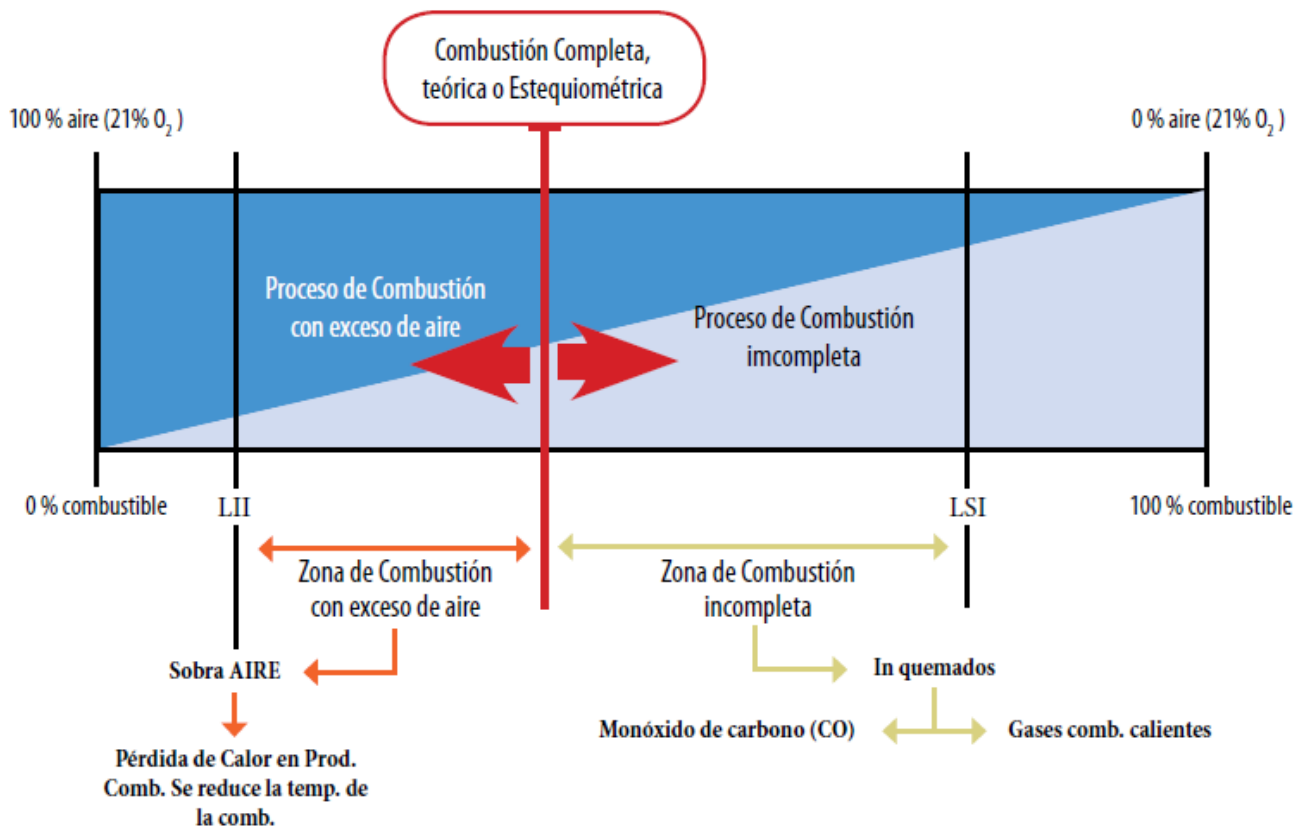 Combustión Completa,
teórica o Estequiométrica
100 % aire (21% O₂ )
0 % aire (21% O₂ )
Proceso de Combustión
con exceso de aire
Proceso de Combustión
imcompleta
0 % combustible
LII
LSI
100 % combustible
Zona de Combustión
con exceso de aire
Zona de Combustión
incompleta
Sobra AIRE
In quemados
Monóxido de carbono (CO)
Gases comb. calientes
Pérdida de Calor en Prod.
Comb. Se reduce la temp. de
la comb.